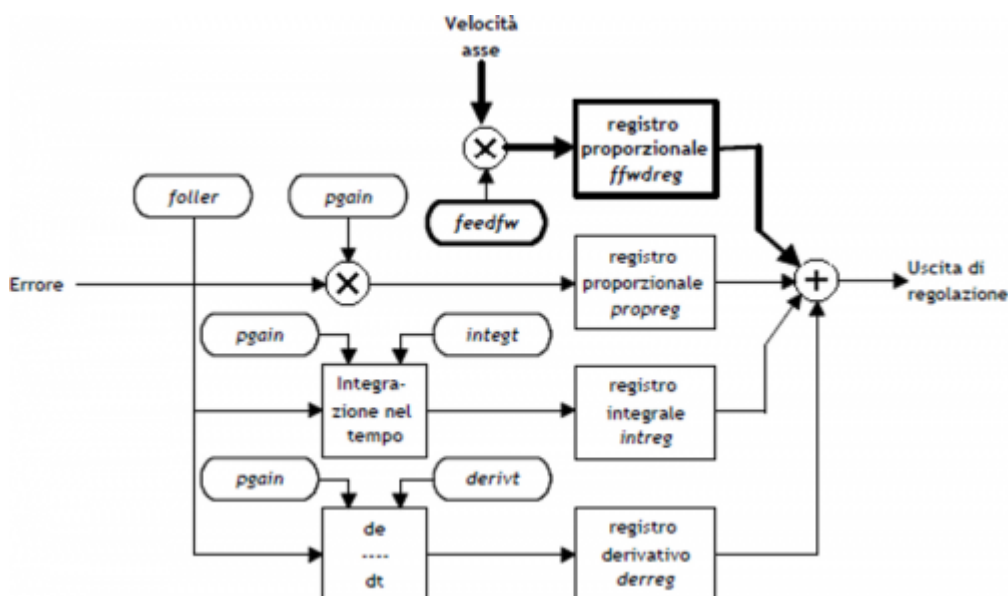 Velocità
asse
registro
proporzionale
ffwdreg
foller
pgain
feedfw
Errore
registro
proporzionale
propreg
Uscita di
regolazione
pgain
integt
Integra-
zione nel
tempo
registro
integrale
intreg
pgain
derivt
de
----
dt
registro
derivativo
derreg